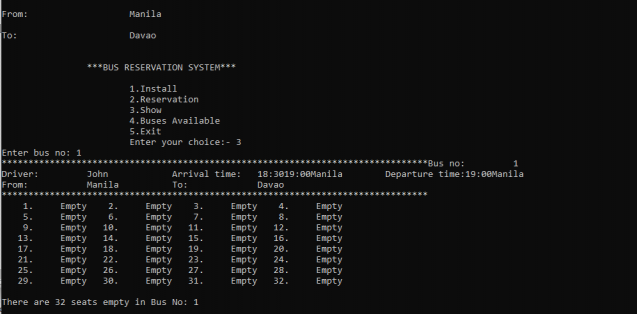 From: Manila
To: Davao
***BUS RESERVATION SYSTEM***
1.Install
2.Reservation
3.Show
4.Buses Available
5.Exit
Enter your choice:- 3
Enter bus no: 1
********************************************************************************Bus no: 1
Driver: John Arrival time: 18:3019:00Manila Departure time:19:00Manila
From: Manila To: Davao
********************************************************************************
1. Empty 2. Empty 3. Empty 4. Empty
5. Empty 6. Empty 7. Empty 8. Empty
9. Empty 10. Empty 11. Empty 12. Empty
13. Empty 14. Empty 15. Empty 16. Empty
17. Empty 18. Empty 19. Empty 20. Empty
21. Empty 22. Empty 23. Empty 24. Empty
25. Empty 26. Empty 27. Empty 28. Empty
29. Empty 30. Empty 31. Empty 32. Empty
There are 32 seats empty in Bus No: 1